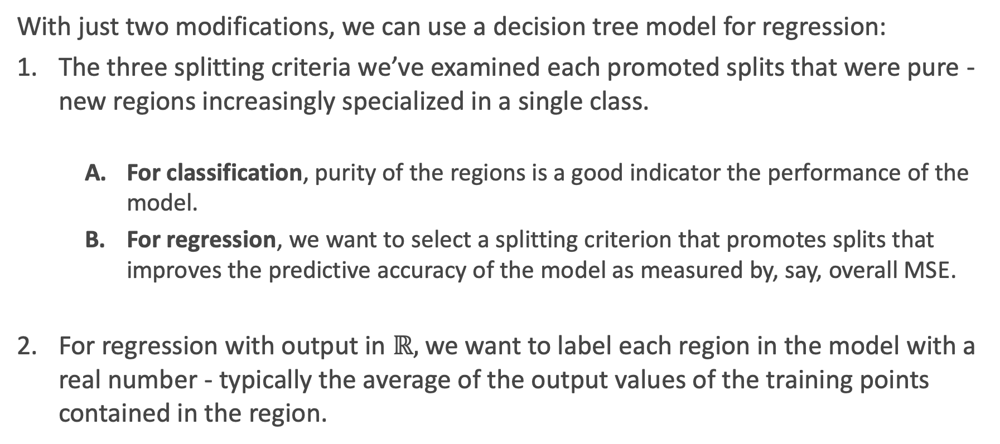 With just two modifications, we can use a decision tree model for regression:
1. The three splitting criteria we’ve examined each promoted splits that were pure -
new regions increasingly specialized in a single class.
A. For classification, purity of the regions is a good indicator the performance of the
model.
B. For regression, we want to select a splitting criterion that promotes splits that
improves the predictive accuracy of the model as measured by, say, overall MSE.
2. For regression with output in ℝ, we want to label each region in the model with a
real number - typically the average of the output values of the training points
contained in the region.